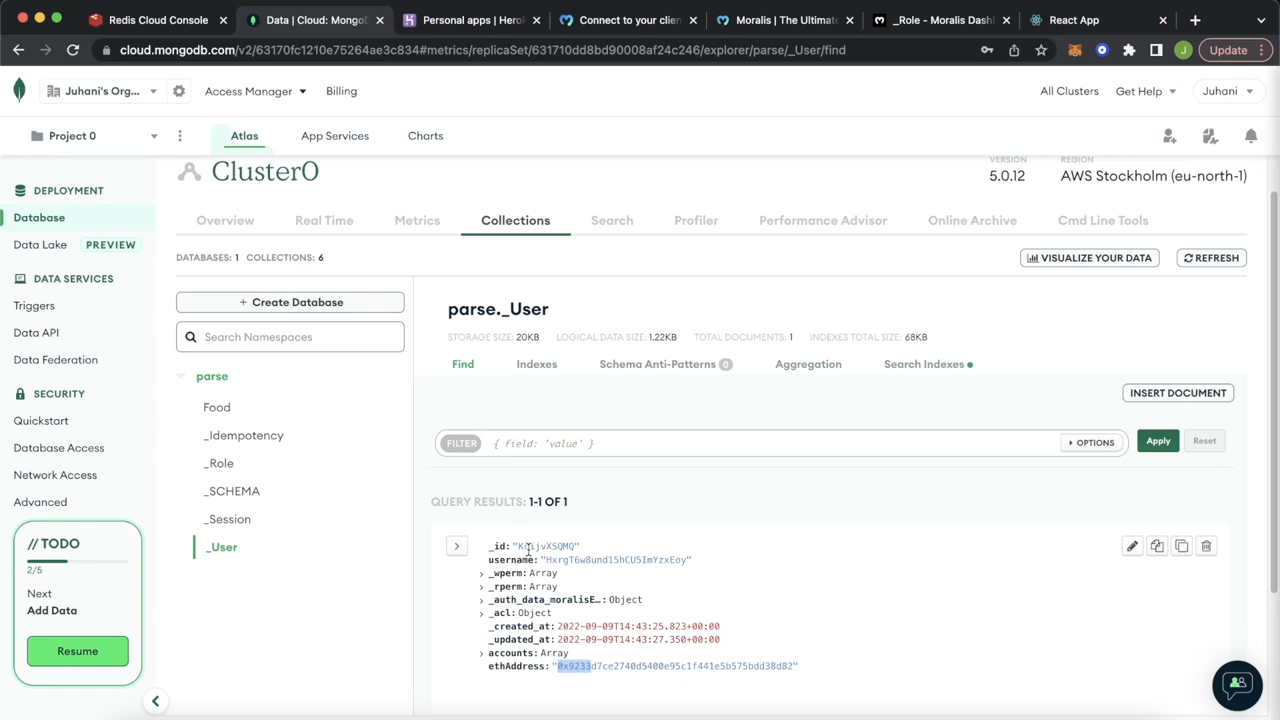 Redis Cloud Console
Data | Cloud: MongoD
Personal apps | Hero
Connect to your clien
Moralis | The Ultimate
_Role - Moralis Dash
React App
cloud.mongodb.com/v2/63170fc1210e75264ae3c834#metrics/replicaSet/631710dd8bd90008af24c246/explorer/parse/_User/find
J
Update
Juhani's Org...
Access Manager
Billing
All Clusters
Get Help
Juhani
Project 0
Atlas
App Services
Charts
DEPLOYMENT
Database
Data Lake PREVIEW
DATA SERVICES
Triggers
Data API
Data Federation
SECURITY
Quickstart
Database Access
Network Access
Advanced
// TODO
2/5
Next
Add Data
Resume
Cluster0
VERSION
5.0.12
REGION
AWS Stockholm (eu-north-1)
Overview
Real Time
Metrics
Collections
Search
Profiler
Performance Advisor
Online Archive
Cmd Line Tools
DATABASES: 1 COLLECTIONS: 6
VISUALIZE YOUR DATA
REFRESH
+ Create Database
Search Namespaces
parse
Food
_Idempotency
_Role
_SCHEMA
_Session
_User
parse._User
STORAGE SIZE: 20KB LOGICAL DATA SIZE: 1.22KB TOTAL DOCUMENTS: 1 INDEXES TOTAL SIZE: 68KB
Find
Indexes
Schema Anti-Patterns 0
Aggregation
Search Indexes
INSERT DOCUMENT
FILTER { field: 'value' }
OPTIONS
Apply
Reset
QUERY RESULTS: 1-1 OF 1
_id:
username: "HxrgT6w8und15hCU5ImYzxEoy"
_wperm: Array
_rperm: Array
_auth_data_moralisE...: Object
_acl: Object
_created_at: 2022-09-09T14:43:25.823+00:00
_updated_at: 2022-09-09T14:43:27.350+00:00
accounts: Array
ethAddress: "0x9233d7ce2740d5400e95c1f441e5b575bdd38d82"